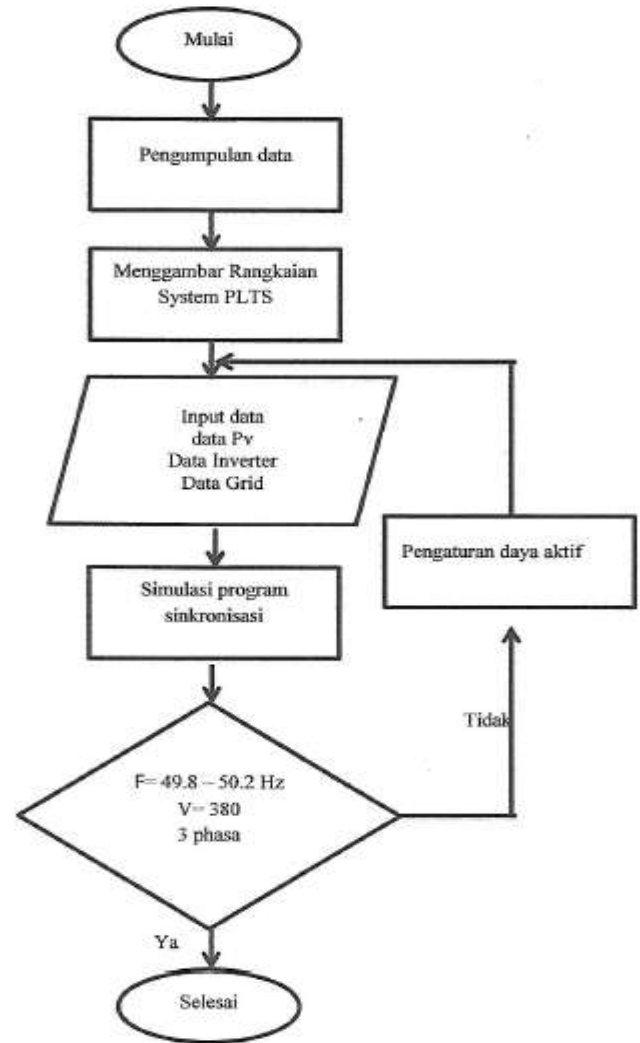 Mulai
Pengumpulan data
Menggambar Rangkaian
System PLTS
Input data
data Pv
Data Inverter
Data Grid
Pengaturan daya aktif
Simulasi program
sinkronisasi
Tidak
F= 49.8 – 50.2 Hz
V= 380
3 phasa
Ya
Selesai